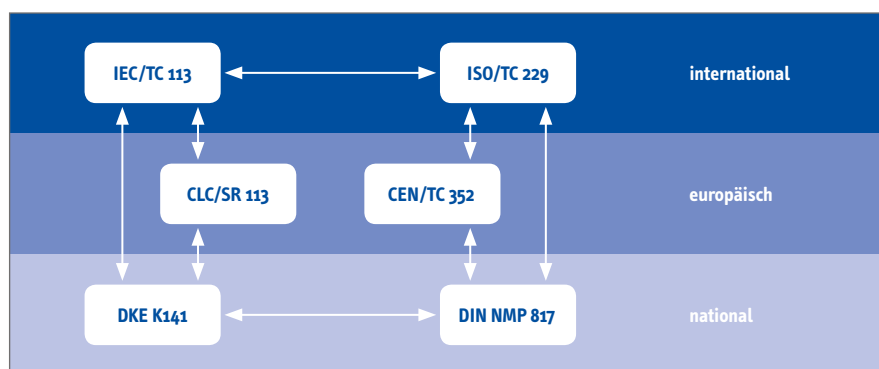 IEC/TC 113
ISO/TC 229
international
CLC/SR 113
CEN/TC 352
europäisch
DKE K141
DIN NMP 817
national